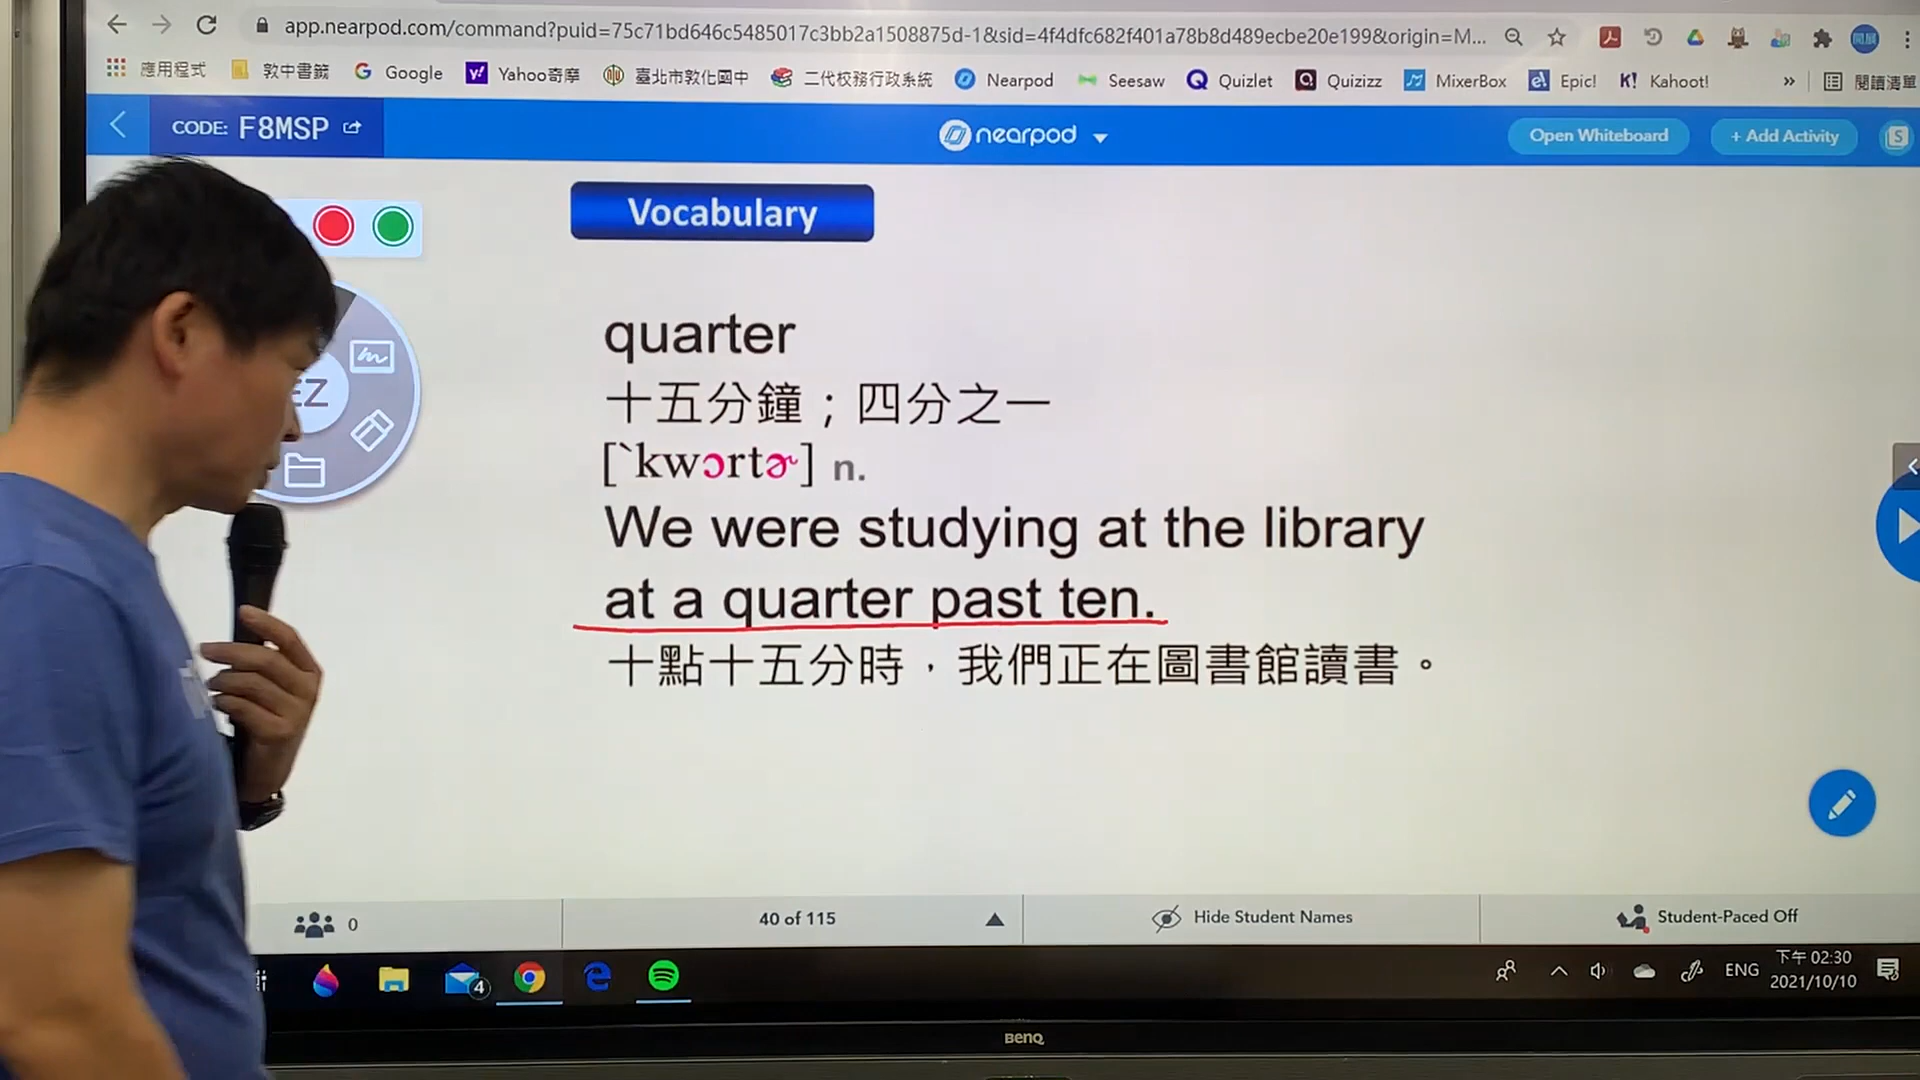 app.nearpod.com/command?puid=75c71bd646c5485017c3bb2a1508875d-1&sid=4f4dfc682f401a78b8d489ecbe20e199&origin=M...
應用程式 敦中書籤 Google Yahoo奇摩 臺北市敦化國中 二代校務行政系統 Nearpod Seesaw Quizlet Quizizz MixerBox Epic! Kahoot! » 閱讀清單
CODE: F8MSP nearpod Open Whiteboard + Add Activity S
Vocabulary
quarter
十五分鐘；四分之一
EZ
[ˋkwɔrtɚ] n.
We were studying at the library
at a quarter past ten.
十點十五分時，我們正在圖書館讀書。
0 40 of 115 Hide Student Names Student-Paced Off
4 ENG 下午 02:30
2021/10/10
BenQ